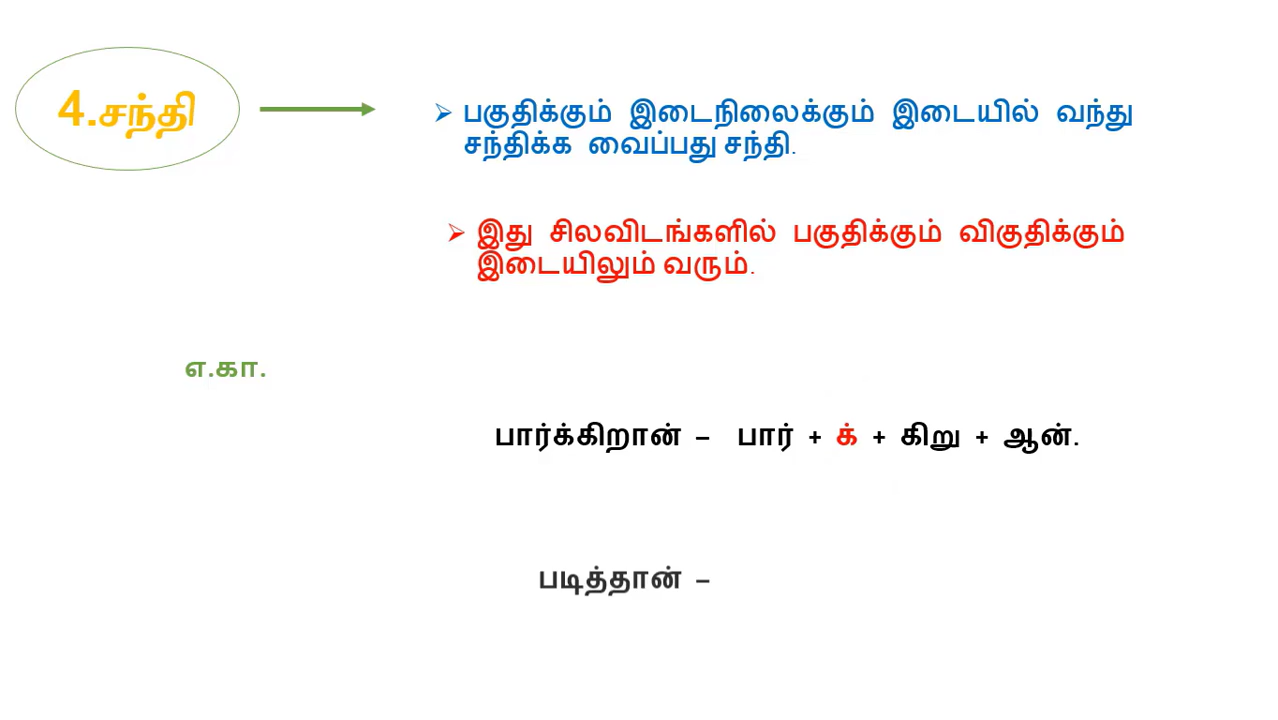 4.சந்தி
பகுதிக்கும் இடைநிலைக்கும் இடையில் வந்து
சந்திக்க வைப்பது சந்தி.
இது சிலவிடங்களில் பகுதிக்கும் விகுதிக்கும்
இடையிலும் வரும்.
எ.கா.
பார்க்கிறான் – பார் + க் + கிறு + ஆன்.
படித்தான் –